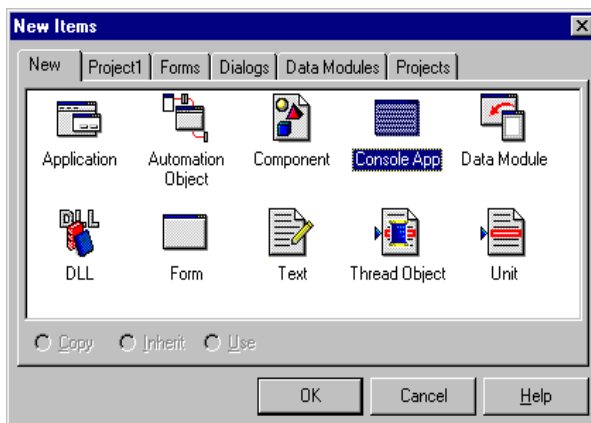 New Items
New Project1 Forms Dialogs Data Modules Projects
Application Automation Object Component Console App Data Module
DLL DLL Form Text Thread Object Unit
Copy Inherit Use
OK Cancel Help